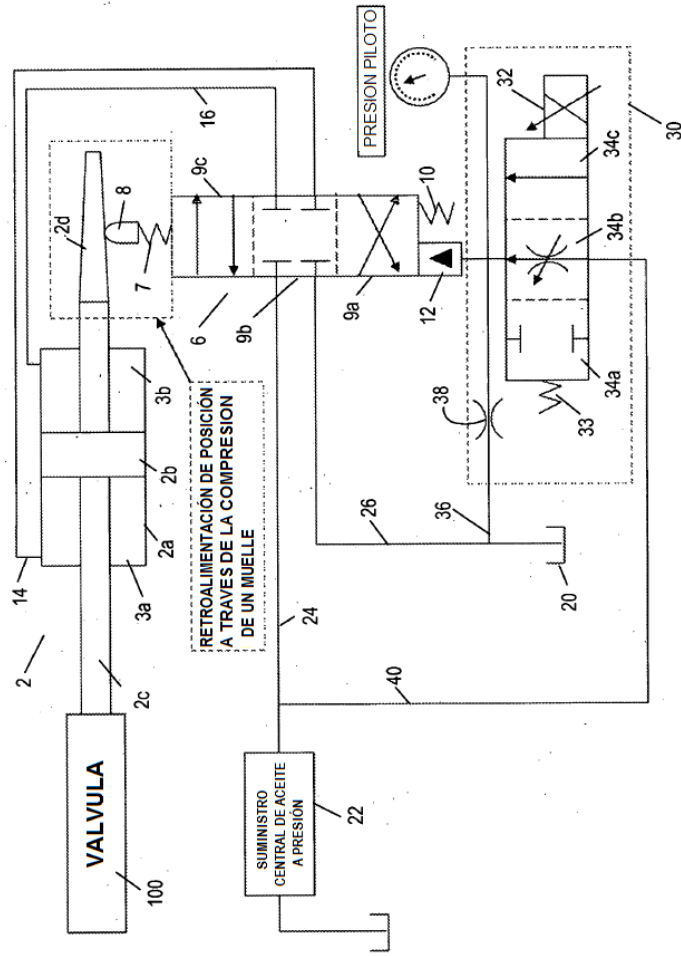 VALVULA
100
2
2c
14
3a
2a
2b
3b
2d
8
7
16
RETROALIMENTACIÓN DE POSICIÓN
A TRAVES DE LA COMPRESION
DE UN MUELLE
6
9c
9b
9a
10
12
SUMINISTRO
CENTRAL DE ACEITE
A PRESIÓN
22
24
26
40
36
20
38
PRESION PILOTO
30
32
33
34a
34b
34c